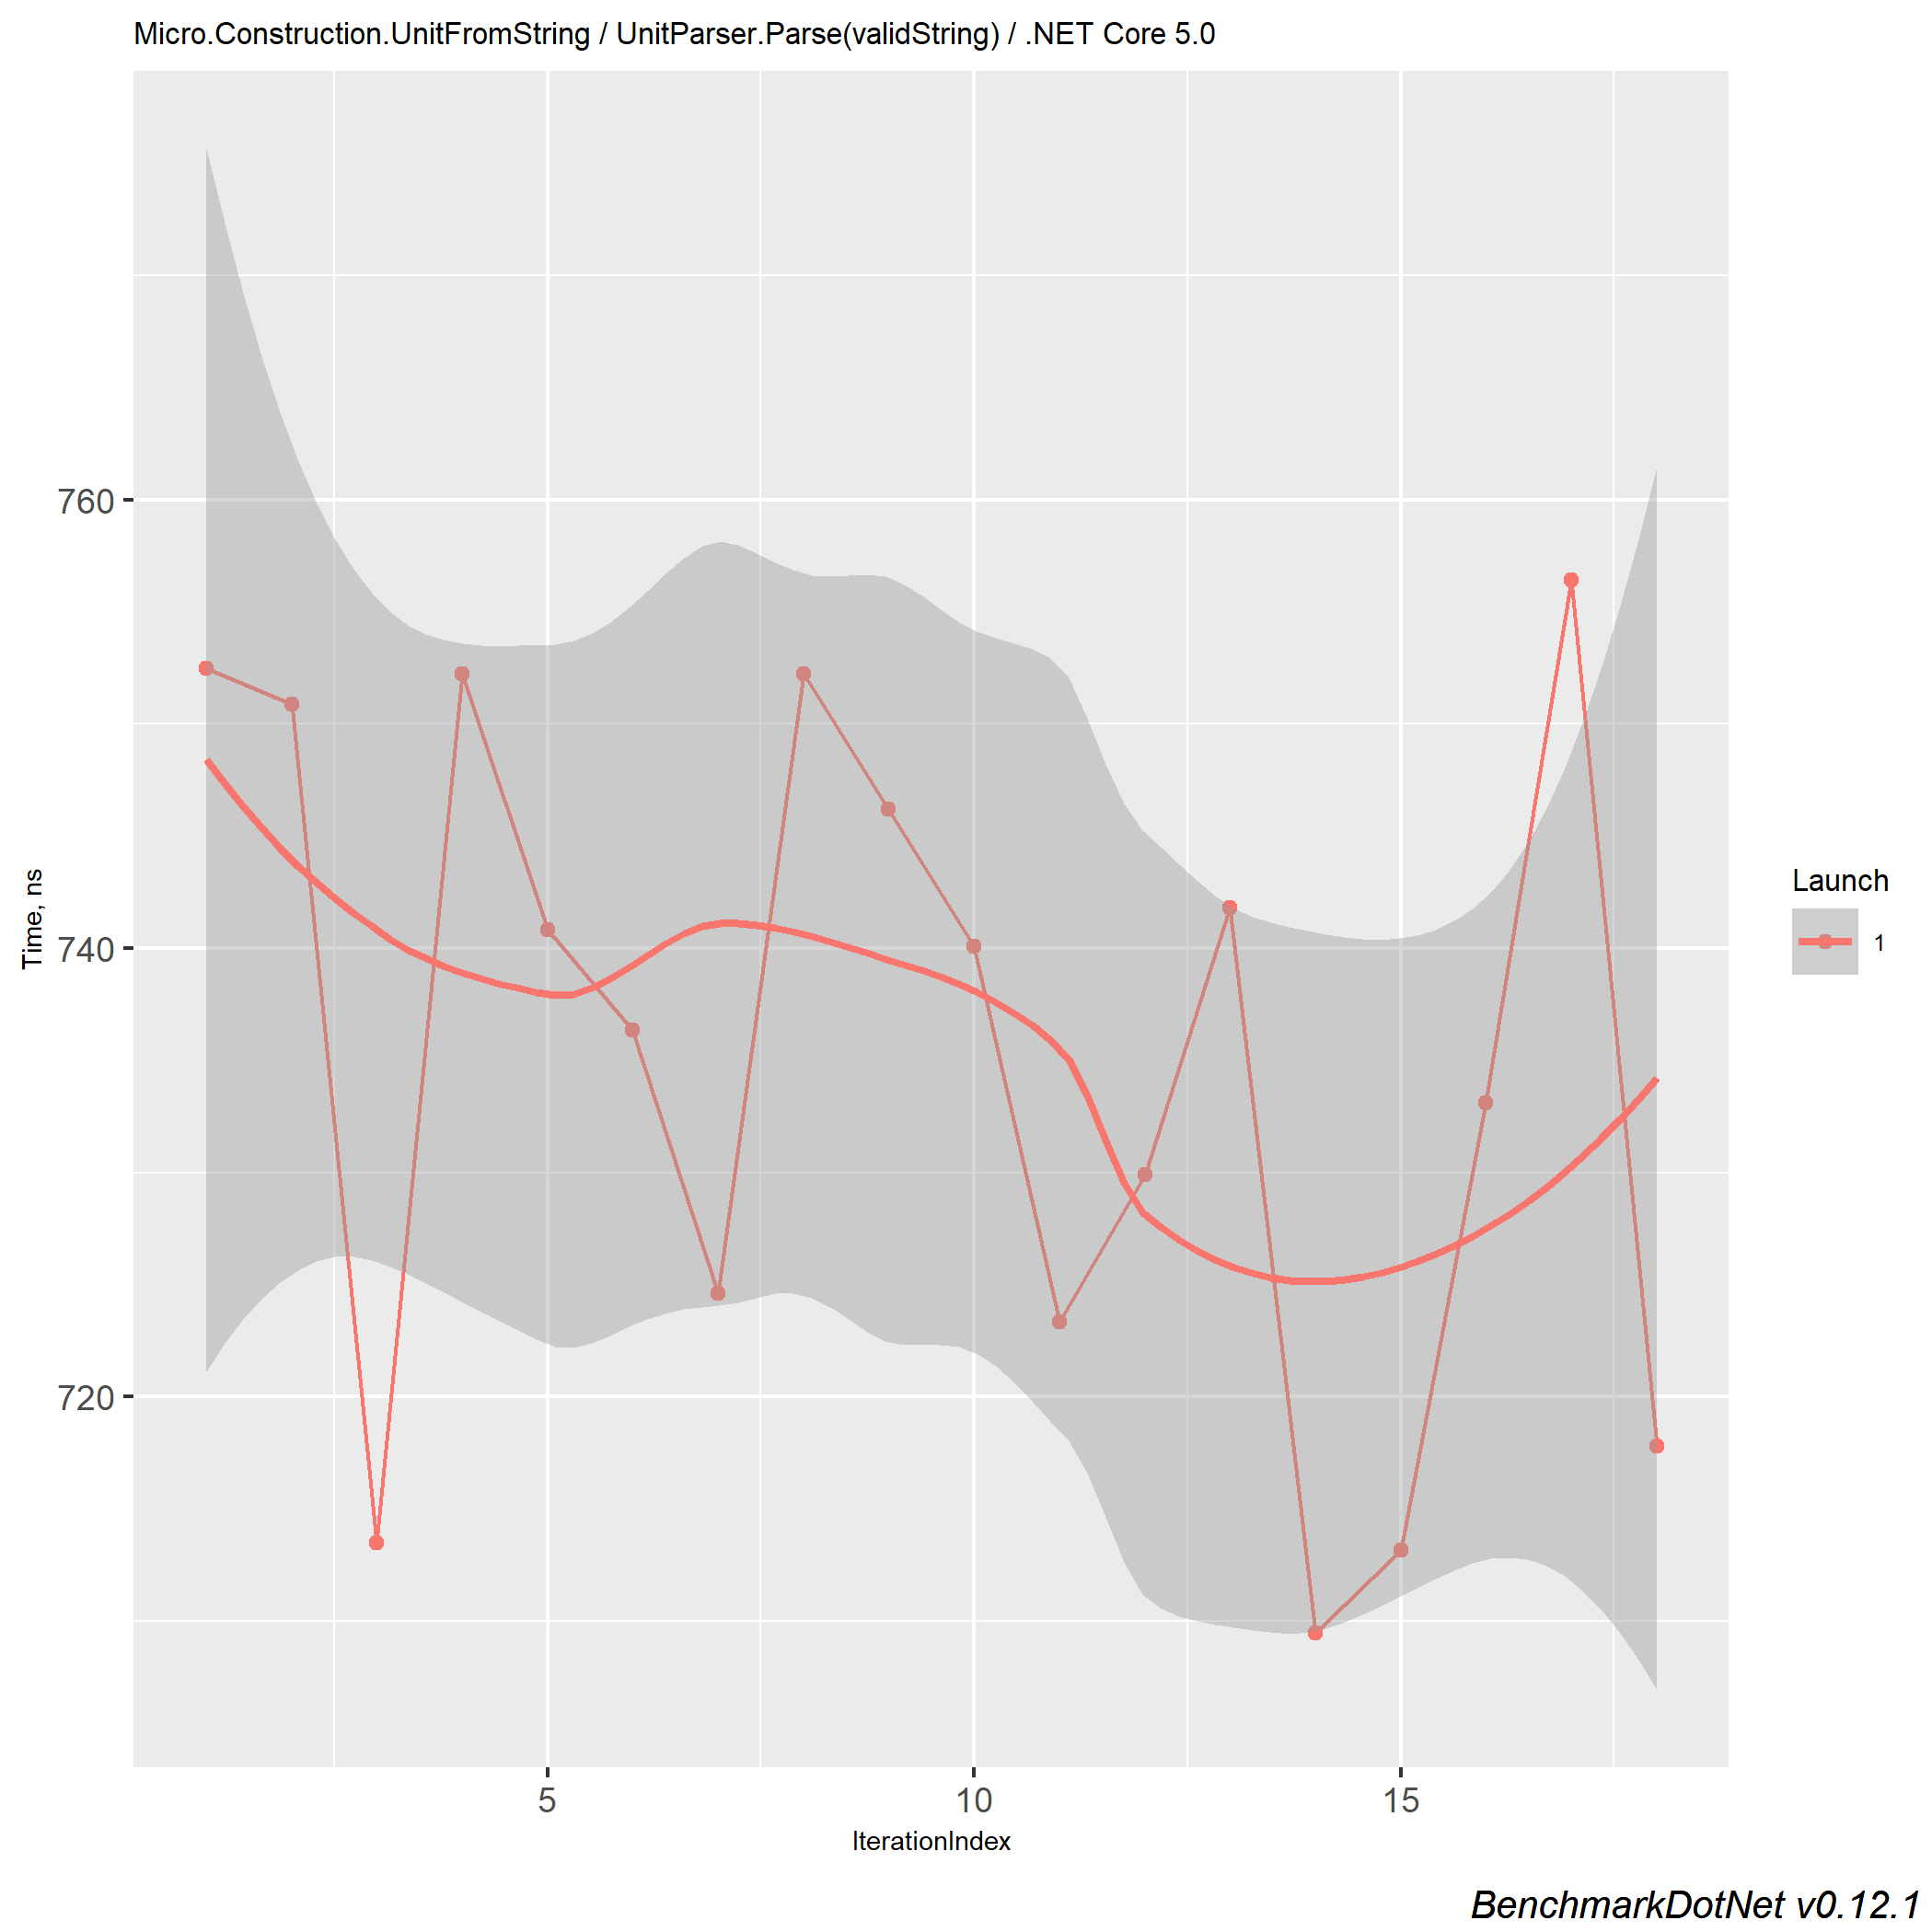 Micro.Construction.UnitFromString / UnitParser.Parse(validString) / .NET Core 5.0
760
740
720
Time, ns
5 10 15
IterationIndex
Launch
1
BenchmarkDotNet v0.12.1